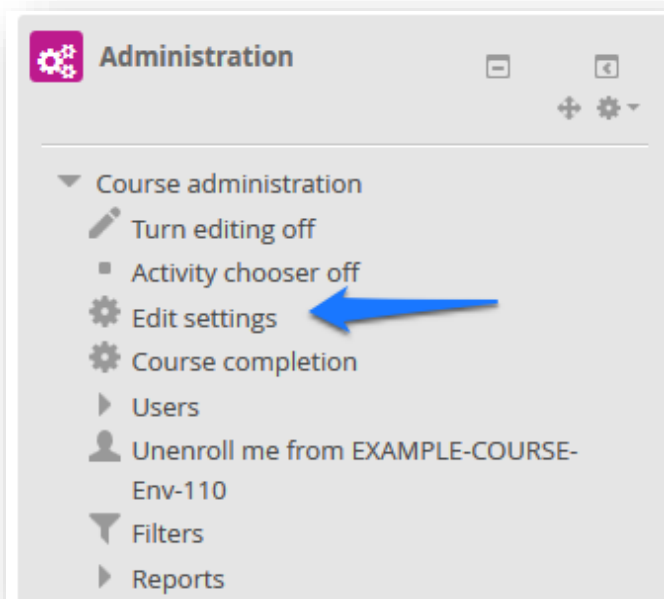 Administration
Course administration
Turn editing off
Activity chooser off
Edit settings
Course completion
Users
Unenroll me from EXAMPLE-COURSE-
Env-110
Filters
Reports